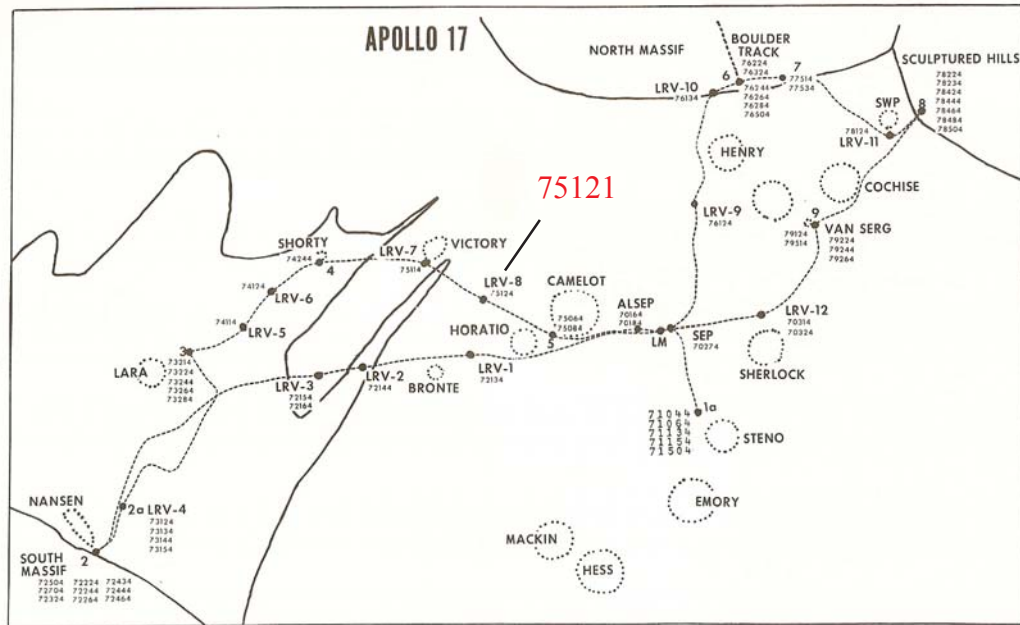 APOLLO 17
NORTH MASSIF
BOULDER
TRACK
76224
76324
6
76244
76264
76284
76504
7
77514
77534
SCULPTURED HILLS
78224
78234
78424
78444
78464
78484
78504
8
SWP
78124
LRV-11
LRV-10
76134
HENRY
COCHISE
LRV-9
76124
9
VAN SERG
79124
79514
79224
79244
79264
75121
SHORTY
74244
4
LRV-7
75114
VICTORY
LRV-8
75124
CAMELOT
74124
LRV-6
74114
LRV-5
75064
75084
5
HORATIO
ALSEP
70164
70184
LM
SEP
70274
LRV-12
70314
70324
SHERLOCK
3
73214
73224
73244
73264
73284
LARA
LRV-3
72154
72164
LRV-2
72144
BRONTE
LRV-1
72134
1a
71044
71064
71134
71154
71504
STENO
EMORY
NANSEN
2a LRV-4
73124
73134
73144
73154
2
SOUTH
MASSIF
72504 72224 72434
72704 72244 72444
72324 72264 72464
MACKIN
HESS